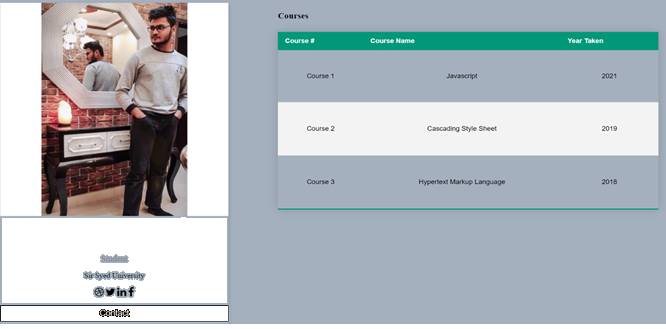 Student
Sir Syed University
Contact
Courses
Course # Course Name Year Taken
Course 1 Javascript 2021
Course 2 Cascading Style Sheet 2019
Course 3 Hypertext Markup Language 2018